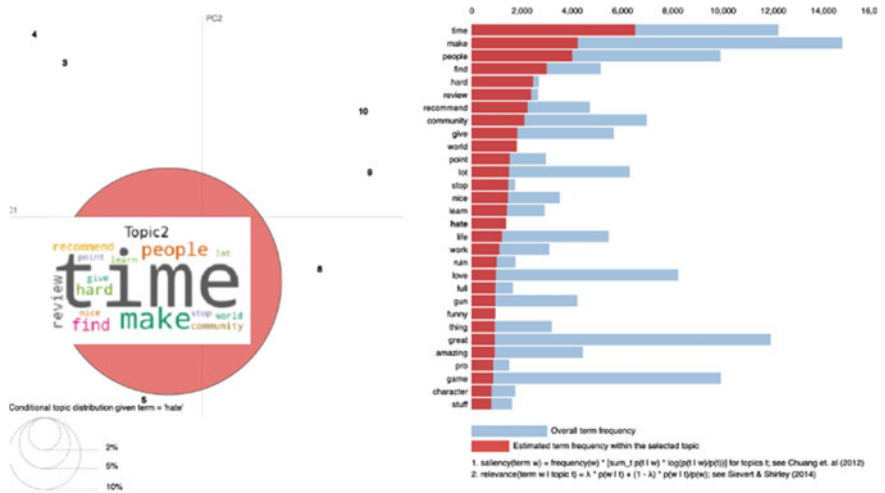 PC2
4
3
10
9
C1
Topic2
recommend
people
point
learn
lot
time
give
hard
review
nice
stop
world
find
make
community
8
5
Conditional topic distribution given term = 'hate'
2%
5%
10%
2,000
4,000
6,000
8,000
10,000
12,000
14,000
time
make
people
find
hard
review
recommend
community
give
world
point
lot
stop
nice
learn
hate
life
work
ruin
love
full
gun
funny
thing
great
amazing
pro
game
character
stuff
Overall term frequency
Estimated term frequency within the selected topic
1. saliency(term w) = frequency(w) * [sum_t p(t l w) * log(p(t l w)/p(t))] for topics t; see Chuang et. al (2012)
2. relevance(term w l topic t) = λ * p(w l t) + (1 - λ) * p(w l t)/p(w); see Sievert & Shirley (2014)